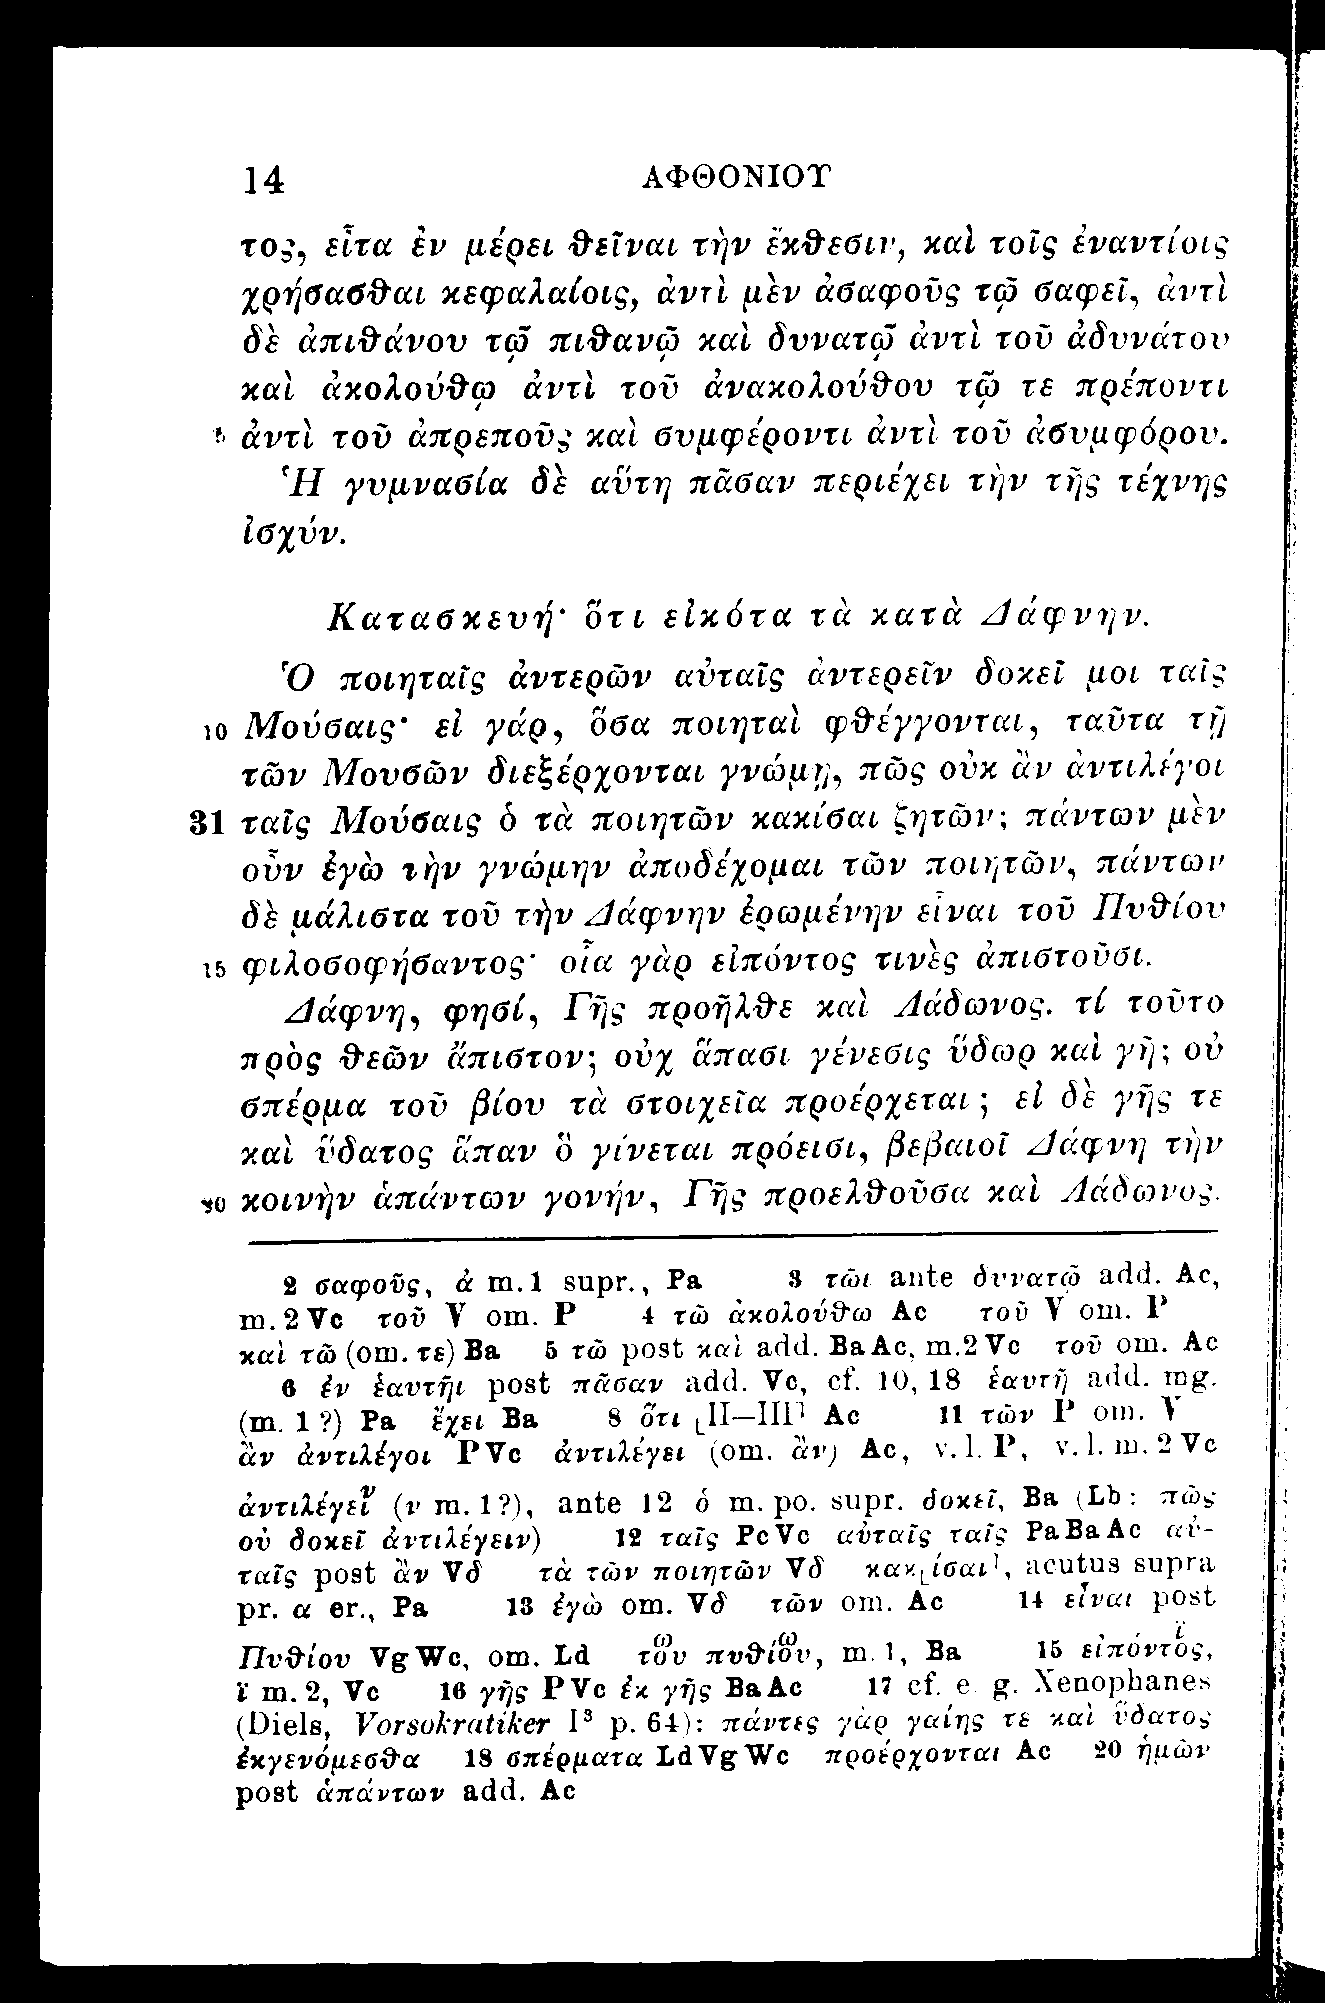 14 ΑΦΘΟΝΙΟΥ
τος, εἶτα ἐν μέρει θεῖναι τὴν ἔκθεσιν, καὶ τοῖς ἐναντίοις
χρήσασθαι κεφαλαίοις, ἀντὶ μὲν ἀσαφοῦς τῷ σαφεῖ, ἀντὶ
δὲ ἀπιθάνου τῷ πιθανῷ καὶ δυνατῷ ἀντὶ τοῦ ἀδυνάτου
καὶ ἀκολούθῳ ἀντὶ τοῦ ἀνακολούθου τῷ τε πρέποντι
5 ἀντὶ τοῦ ἀπρεποῦς καὶ συμφέροντι ἀντὶ τοῦ ἀσυμφόρου.
Ἡ γυμνασία δὲ αὕτη πᾶσαν περιέχει τὴν τῆς τέχνης
ἰσχύν.
Κατασκευή· ὅτι εἰκότα τὰ κατὰ Δάφνην.
Ὁ ποιηταῖς ἀντερῶν αὐταῖς ἀντερεῖν δοκεῖ μοι ταῖς
10 Μούσαις· εἰ γάρ, ὅσα ποιηταὶ φθέγγονται, ταῦτα τῇ
τῶν Μουσῶν διεξέρχονται γνώμῃ, πῶς οὐκ ἂν ἀντιλέγοι
31 ταῖς Μούσαις ὁ τὰ ποιητῶν κακίσαι ζητῶν; πάντων μὲν
οὖν ἐγὼ τὴν γνώμην ἀποδέχομαι τῶν ποιητῶν, πάντων
δὲ μάλιστα τοῦ τὴν Δάφνην ἐρωμένην εἶναι τοῦ Πυθίου
15 φιλοσοφήσαντος· οἷα γὰρ εἰπόντος τινὲς ἀπιστοῦσι.
Δάφνη, φησί, Γῆς προῆλθε καὶ Λάδωνος. τί τοῦτο
πρὸς θεῶν ἄπιστον; οὐχ ἅπασι γένεσις ὕδωρ καὶ γῆ; οὐ
σπέρμα τοῦ βίου τὰ στοιχεῖα προέρχεται; εἰ δὲ γῆς τε
καὶ ὕδατος ἅπαν ὃ γίνεται πρόεισι, βεβαιοῖ Δάφνη τὴν
20 κοινὴν ἁπάντων γονήν, Γῆς προελθοῦσα καὶ Λάδωνος.
2 σαφοῦς, ἀ m. 1 supr., Pa 3 τῶι ante δυνατῷ add. Ac,
m. 2 Vc τοῦ V om. P 4 τῶ ἀκολούθω Ac τοῦ V om. P
καὶ τῶ (om. τε) Ba 5 τῶ post καὶ add. Ba Ac, m. 2 Vc τοῦ om. Ac
6 ἐν ἑαυτῆι post πᾶσαν add. Vc, cf. 10, 18 ἑαυτῆ add. mg.
(m. 1 ?) Pa ἔχει Ba 8 ὅτι ⌊II—III⌉ Ac 11 τῶν P om. V
ἂν ἀντιλέγοι P Vc ἀντιλέγει (om. ἂν) Ac, v. l. P, v. l. m. 2 Vc
ἀντιλέγεῖν (ν m. 1?), ante 12 ὁ m. po. supr. δοκεῖ, Ba (Lb: πῶς
οὐ δοκεῖ ἀντιλέγειν) 12 ταῖς Pc Vc αὐταῖς ταῖς Pa Ba Ac αὐ-
ταῖς post ἂν Vδ τὰ τῶν ποιητῶν Vδ κακ⌊ίσαι⌉, acutus supra
pr. α er., Pa 13 ἐγὼ om. Vδ τῶν om. Ac 14 εἶναι post
Πυθίου Vg Wc, om. Ld τοῦ ω πυθίου ω, m. 1, Ba 15 εἰπόντος,
ϊ m. 2, Vc 16 γῆς P Vc ἐκ γῆς Ba Ac 17 cf. e. g. Xenophanes
(Diels, Vorsokratiker I³ p. 64): πάντες γὰρ γαίης τε καὶ ὕδατος
ἐκγενόμεσθα 18 σπέρματα Ld Vg Wc προέρχονται Ac 20 ἡμῶν
post ἁπάντων add. Ac